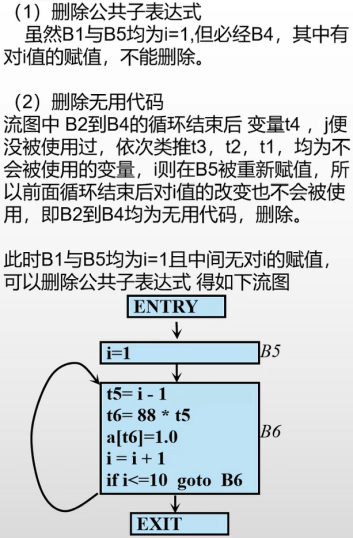 （1）删除公共子表达式
虽然B1与B5均为i=1,但必经B4，其中有
对i值的赋值，不能删除。
（2）删除无用代码
流图中 B2到B4的循环结束后 变量t4 ，j便
没被使用过，依次类推t3，t2，t1，均为不
会被使用的变量，i则在B5被重新赋值，所
以前面循环结束后对i值的改变也不会被使
用，即B2到B4均为无用代码，删除。
此时B1与B5均为i=1且中间无对i的赋值，
可以删除公共子表达式 得如下流图
ENTRY
i=1 B5
t5= i - 1
t6= 88 * t5
a[t6]=1.0 B6
i = i + 1
if i<=10 goto B6
EXIT